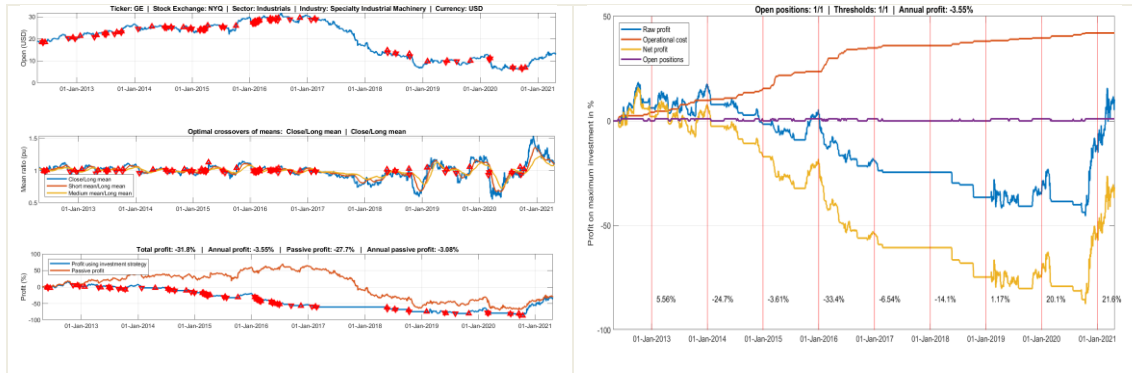 Ticker: GE | Stock Exchange: NYQ | Sector: Industrials | Industry: Specialty Industrial Machinery | Currency: USD
30
20
10
0
Open (USD)
01-Jan-2013 01-Jan-2014 01-Jan-2015 01-Jan-2016 01-Jan-2017 01-Jan-2018 01-Jan-2019 01-Jan-2020 01-Jan-2021
Optimal crossovers of means: Close/Long mean | Close/Long mean
1.5
1
0.5
Mean ratio (pu)
Close/Long mean
Short mean/Long mean
Medium mean/Long mean
01-Jan-2013 01-Jan-2014 01-Jan-2015 01-Jan-2016 01-Jan-2017 01-Jan-2018 01-Jan-2019 01-Jan-2020 01-Jan-2021
Total profit: -31.8% | Annual profit: -3.55% | Passive profit: -27.7% | Annual passive profit: -3.08%
100
50
0
-50
-100
Profit (%)
Profit using investment strategy
Passive profit
01-Jan-2013 01-Jan-2014 01-Jan-2015 01-Jan-2016 01-Jan-2017 01-Jan-2018 01-Jan-2019 01-Jan-2020 01-Jan-2021
Open positions: 1/1 | Thresholds: 1/1 | Annual profit: -3.55%
50
0
-50
-100
Profit on maximum investment in %
Raw profit
Operational cost
Net profit
Open positions
5.56% -24.7% -3.61% -33.4% -6.54% -14.1% 1.17% 20.1% 21.6%
01-Jan-2013 01-Jan-2014 01-Jan-2015 01-Jan-2016 01-Jan-2017 01-Jan-2018 01-Jan-2019 01-Jan-2020 01-Jan-2021